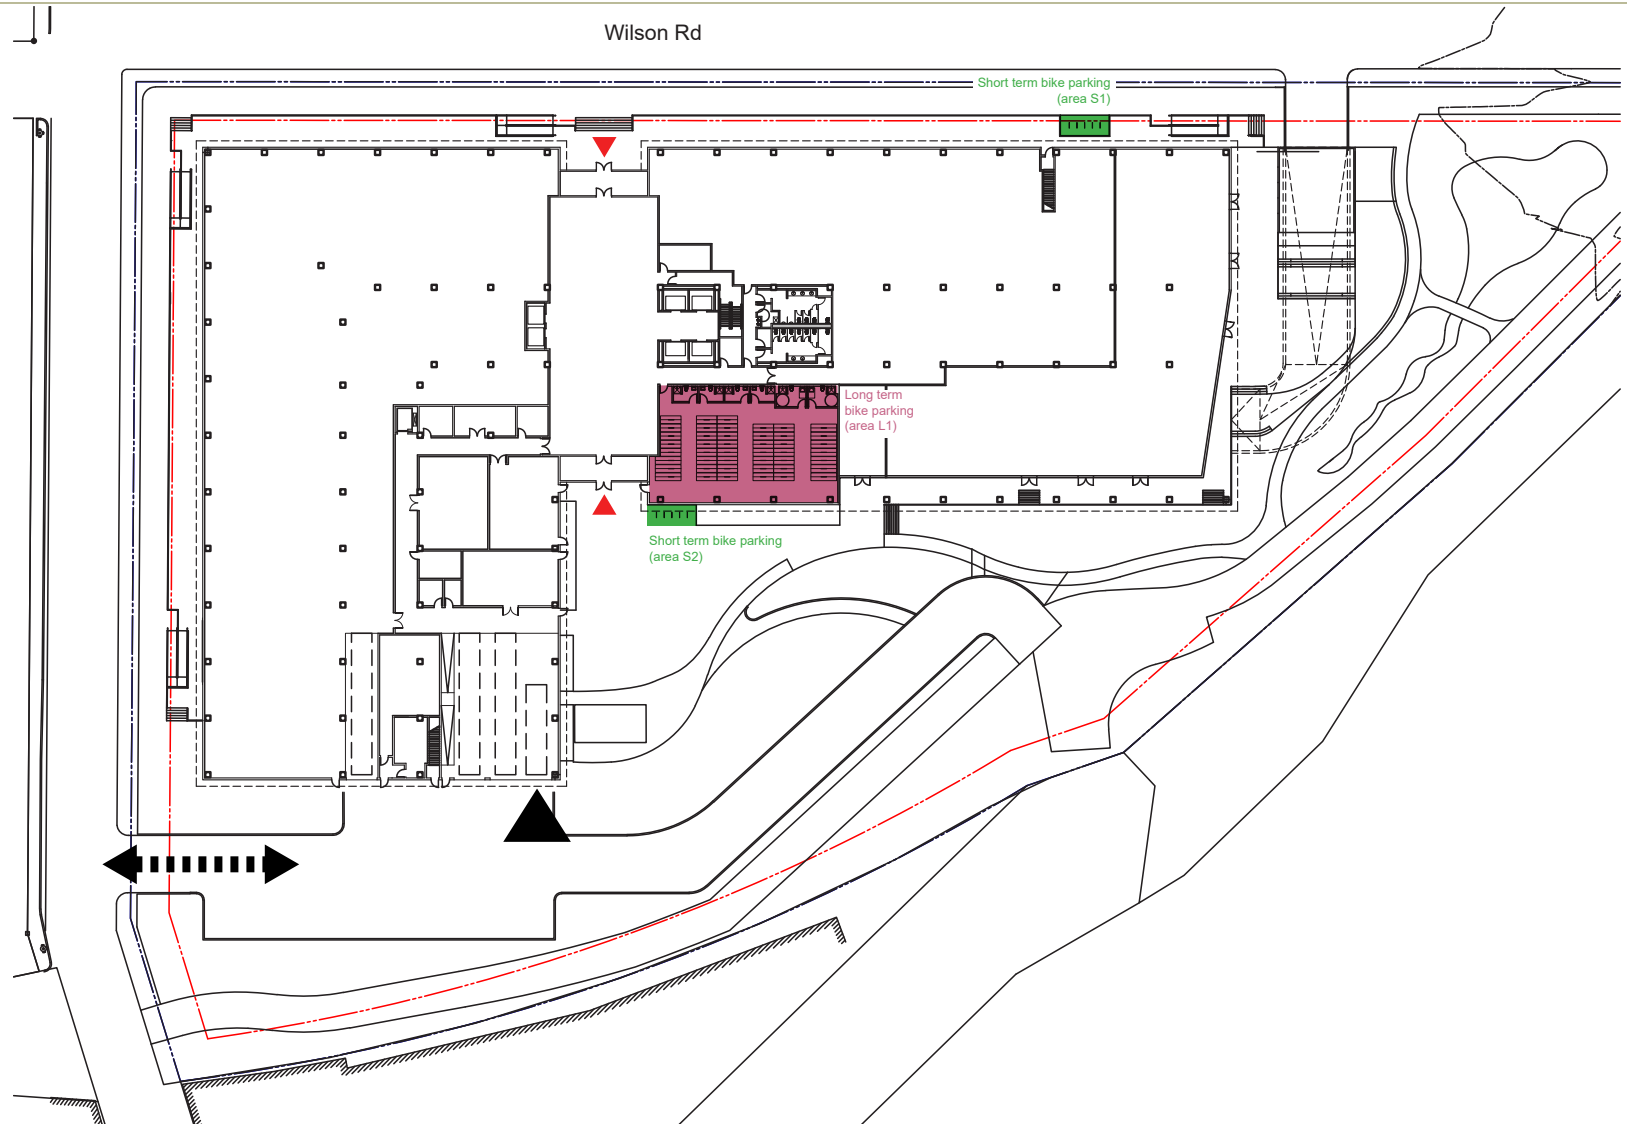 Wilson Rd
Short term bike parking
(area S1)
Long term
bike parking
(area L1)
Short term bike parking
(area S2)